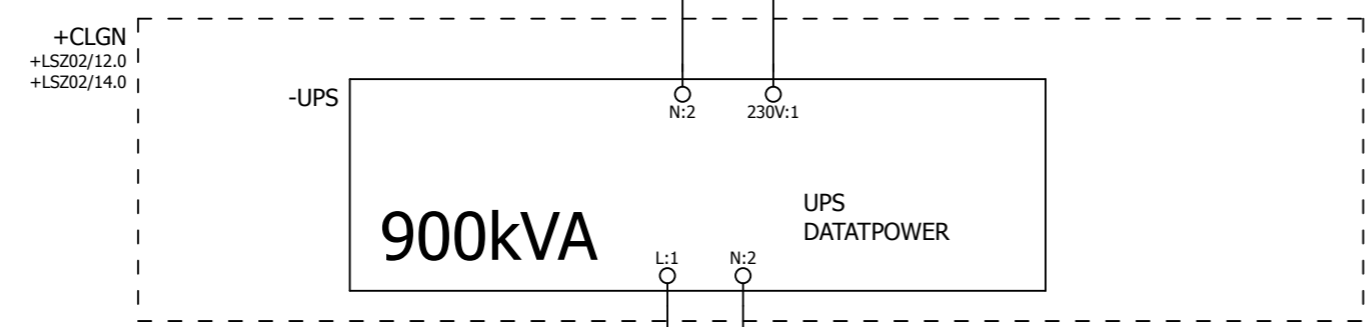 +CLGN
+LSZ02/12.0
+LSZ02/14.0
-UPS
N:2
230V:1
900kVA
UPS
DATATPOWER
L:1
N:2